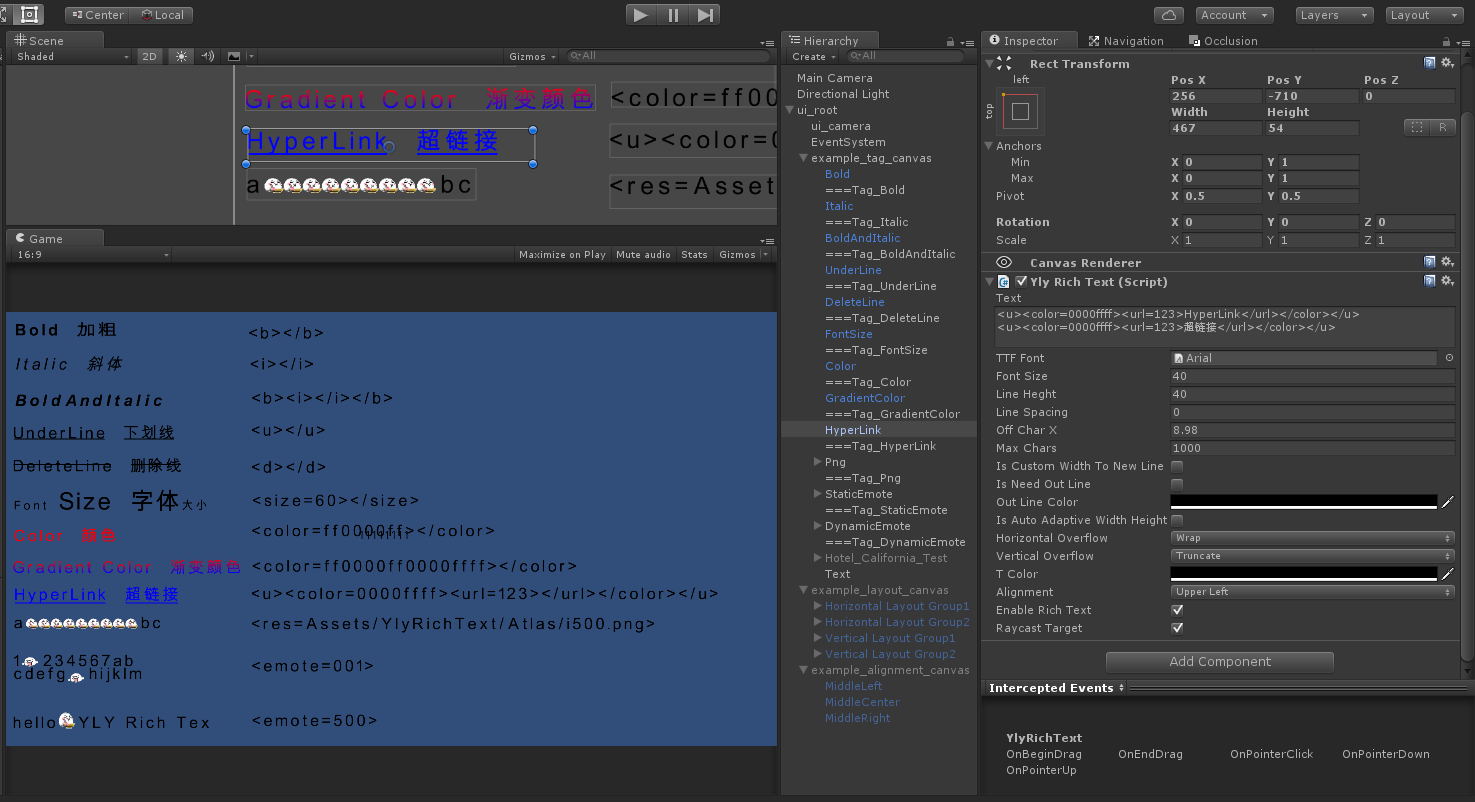 Center Local Account Layers Layout
Scene
Shaded 2D Gizmos All
Gradient Color 渐变颜色 <color=ff00
HyperLink 超链接 <u><color=0
abc <res=Asset
Game
16:9 Maximize on Play Mute audio Stats Gizmos
Bold 加粗 <b></b>
Italic 斜体 <i></i>
BoldAndItalic <b><i></i></b>
UnderLine 下划线 <u></u>
DeleteLine 删除线 <d></d>
Font Size 字体大小 <size=60></size>
Color 颜色 <color=ff0000ff></color>
Gradient Color 渐变颜色 <color=ff0000ff0000ffff></color>
HyperLink 超链接 <u><color=0000ffff><url=123></url></color></u>
abc <res=Assets/YlyRichText/Atlas/i500.png>
1234567ab
cdefghijklm <emote=001>
helloYLY Rich Tex <emote=500>
Hierarchy
Create All
Main Camera
Directional Light
ui_root
ui_camera
EventSystem
example_tag_canvas
Bold
===Tag_Bold
Italic
===Tag_Italic
BoldAndItalic
===Tag_BoldAndItalic
UnderLine
===Tag_UnderLine
DeleteLine
===Tag_DeleteLine
FontSize
===Tag_FontSize
Color
===Tag_Color
GradientColor
===Tag_GradientColor
HyperLink
===Tag_HyperLink
Png
===Tag_Png
StaticEmote
===Tag_StaticEmote
DynamicEmote
===Tag_DynamicEmote
Hotel_California_Test
Text
example_layout_canvas
Horizontal Layout Group1
Horizontal Layout Group2
Vertical Layout Group1
Vertical Layout Group2
example_alignment_canvas
MiddleLeft
MiddleCenter
MiddleRight
Inspector Navigation Occlusion
Rect Transform
left Pos X Pos Y Pos Z
top 256 -710 0
Width Height
467 54 R
Anchors
Min X 0 Y 1
Max X 0 Y 1
Pivot X 0.5 Y 0.5
Rotation X 0 Y 0 Z 0
Scale X 1 Y 1 Z 1
Canvas Renderer
Yly Rich Text (Script)
Text
<u><color=0000ffff><url=123>HyperLink</url></color></u>
<u><color=0000ffff><url=123>超链接</url></color></u>
TTF Font Arial
Font Size 40
Line Heght 40
Line Spacing 0
Off Char X 8.98
Max Chars 1000
Is Custom Width To New Line
Is Need Out Line
Out Line Color
Is Auto Adaptive Width Height
Horizontal Overflow Wrap
Vertical Overflow Truncate
T Color
Alignment Upper Left
Enable Rich Text
Raycast Target
Add Component
Intercepted Events
YlyRichText
OnBeginDrag OnEndDrag OnPointerClick OnPointerDown
OnPointerUp